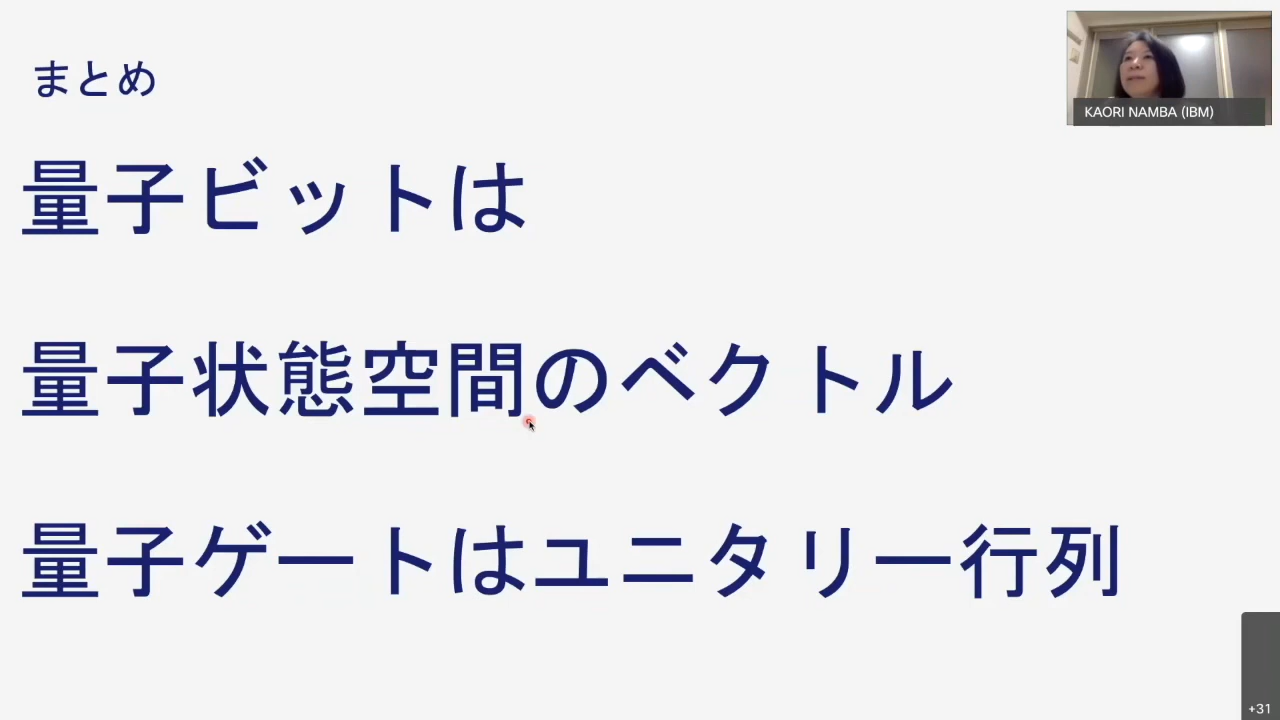 まとめ
KAORI NAMBA (IBM)
量子ビットは
量子状態空間のベクトル
量子ゲートはユニタリー行列
+31